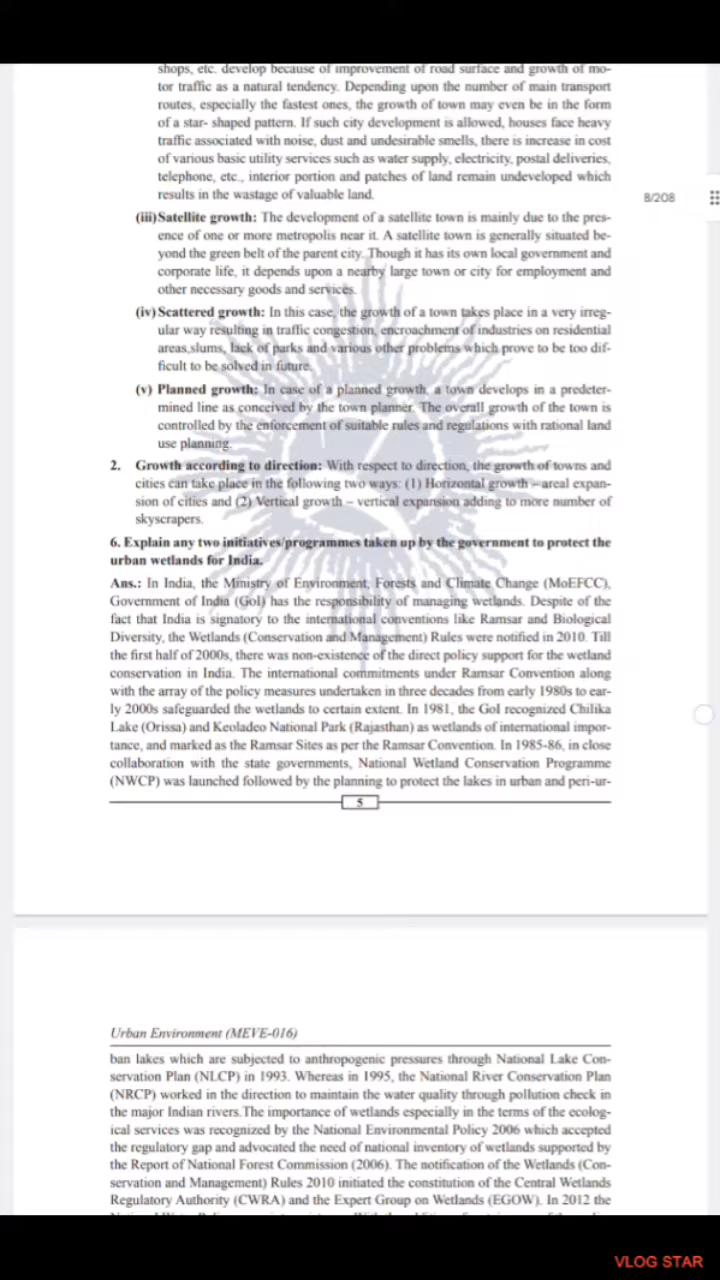 shops, etc. develop because of improvement of road surface and growth of mo-
tor traffic as a natural tendency. Depending upon the number of main transport
routes, especially the fastest ones, the growth of town may even be in the form
of a star- shaped pattern. If such city development is allowed, houses face heavy
traffic associated with noise, dust and undesirable smells, there is increase in cost
of various basic utility services such as water supply, electricity, postal deliveries,
telephone, etc., interior portion and patches of land remain undeveloped which
results in the wastage of valuable land.
8/208
(iii) Satellite growth: The development of a satellite town is mainly due to the pres-
ence of one or more metropolis near it. A satellite town is generally situated be-
yond the green belt of the parent city. Though it has its own local government and
corporate life, it depends upon a nearby large town or city for employment and
other necessary goods and services.
(iv) Scattered growth: In this case, the growth of a town takes place in a very irreg-
ular way resulting in traffic congestion, encroachment of industries on residential
areas,slums, lack of parks and various other problems which prove to be too dif-
ficult to be solved in future.
(v) Planned growth: In case of a planned growth, a town develops in a predeter-
mined line as conceived by the town planner. The overall growth of the town is
controlled by the enforcement of suitable rules and regulations with rational land
use planning.
2. Growth according to direction: With respect to direction, the growth of towns and
cities can take place in the following two ways: (1) Horizontal growth – areal expan-
sion of cities and (2) Vertical growth – vertical expansion adding to more number of
skyscrapers.
6. Explain any two initiatives/programmes taken up by the government to protect the
urban wetlands for India.
Ans.: In India, the Ministry of Environment, Forests and Climate Change (MoEFCC),
Government of India (GoI) has the responsibility of managing wetlands. Despite of the
fact that India is signatory to the international conventions like Ramsar and Biological
Diversity, the Wetlands (Conservation and Management) Rules were notified in 2010. Till
the first half of 2000s, there was non-existence of the direct policy support for the wetland
conservation in India. The international commitments under Ramsar Convention along
with the array of the policy measures undertaken in three decades from early 1980s to ear-
ly 2000s safeguarded the wetlands to certain extent. In 1981, the GoI recognized Chilika
Lake (Orissa) and Keoladeo National Park (Rajasthan) as wetlands of international impor-
tance, and marked as the Ramsar Sites as per the Ramsar Convention. In 1985-86, in close
collaboration with the state governments, National Wetland Conservation Programme
(NWCP) was launched followed by the planning to protect the lakes in urban and peri-ur-
5
Urban Environment (MEVE-016)
ban lakes which are subjected to anthropogenic pressures through National Lake Con-
servation Plan (NLCP) in 1993. Whereas in 1995, the National River Conservation Plan
(NRCP) worked in the direction to maintain the water quality through pollution check in
the major Indian rivers.The importance of wetlands especially in the terms of the ecolog-
ical services was recognized by the National Environmental Policy 2006 which accepted
the regulatory gap and advocated the need of national inventory of wetlands supported by
the Report of National Forest Commission (2006). The notification of the Wetlands (Con-
servation and Management) Rules 2010 initiated the constitution of the Central Wetlands
Regulatory Authority (CWRA) and the Expert Group on Wetlands (EGOW). In 2012 the
VLOG STAR